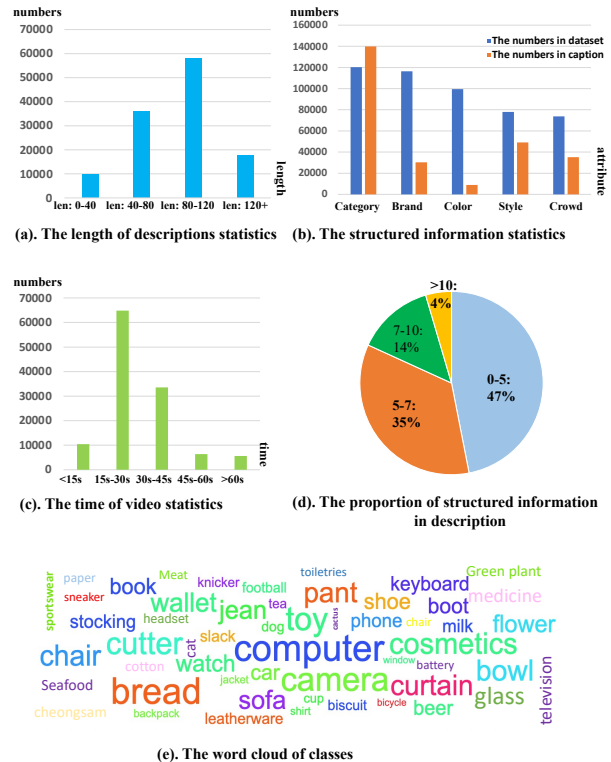 numbers
70000
60000
50000
40000
30000
20000
10000
0
len: 0-40 len: 40-80 len: 80-120 len: 120+
length
(a). The length of descriptions statistics
numbers
160000
140000
120000
100000
80000
60000
40000
20000
0
The numbers in dataset
The numbers in caption
Category Brand Color Style Crowd
attribute
(b). The structured information statistics
numbers
70000
60000
50000
40000
30000
20000
10000
0
<15s 15s-30s 30s-45s 45s-60s >60s
time
(c). The time of video statistics
>10:
4%
7-10:
14%
0-5:
47%
5-7:
35%
(d). The proportion of structured information
in description
sportswear
paper
Meat
toiletries
Green plant
book
knicker
football
pant
keyboard
medicine
sneaker
wallet
jean
tea
toy
cactus
shoe
boot
stocking
headset
dog
phone
chair
milk
flower
cutter
cat
slack
computer
cosmetics
chair
cotton
watch
window
battery
bowl
television
Seafood
bread
jacket
car
camera
curtain
glass
cheongsam
backpack
sofa
cup
shirt
biscuit
bicycle
beer
leatherware
(e). The word cloud of classes